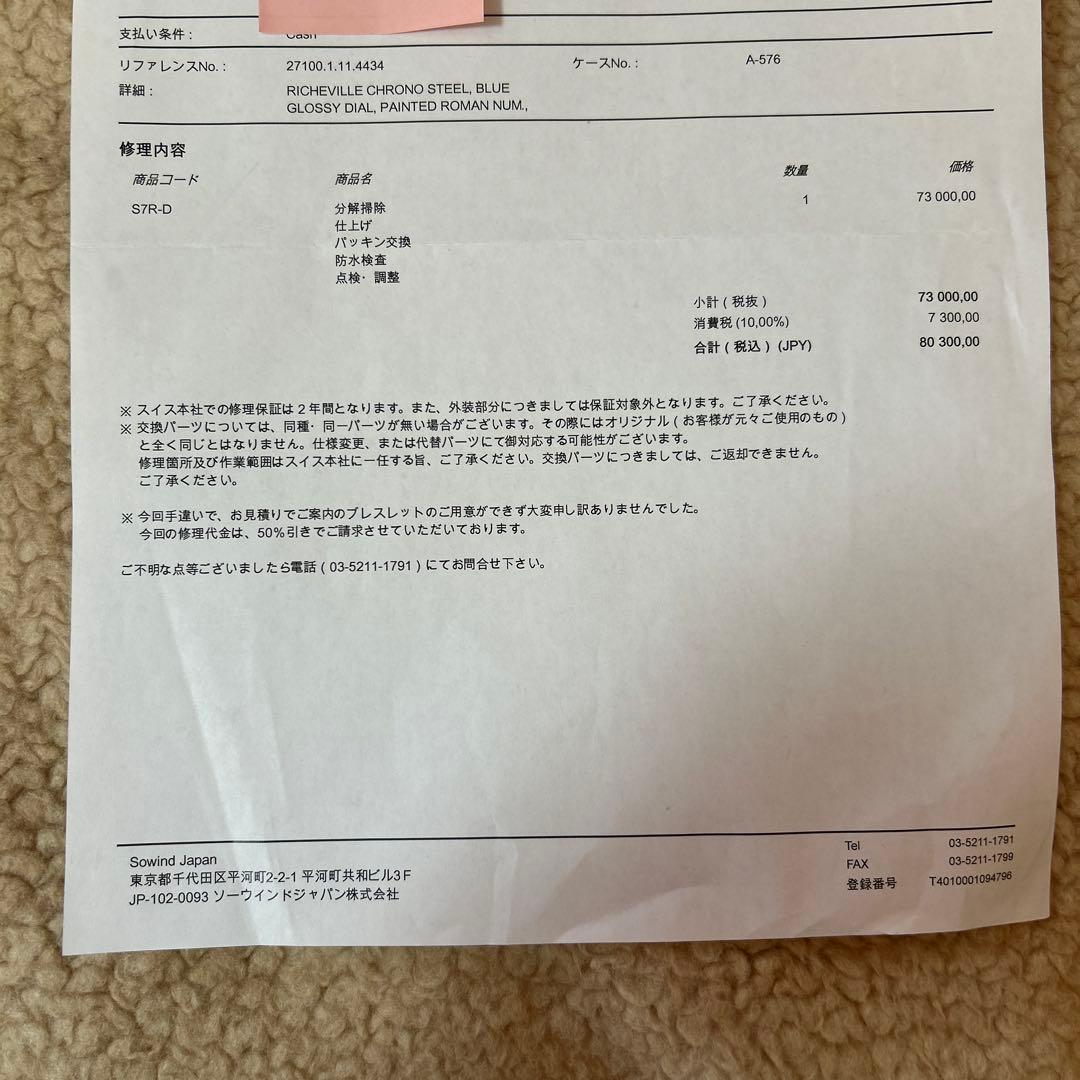 支払い条件： Cash
リファレンスNo.： 27100.1.11.4434 ケースNo.： A-576
詳細： RICHEVILLE CHRONO STEEL, BLUE
GLOSSY DIAL, PAINTED ROMAN NUM.,
修理内容
商品コード 商品名 数量 価格
S7R-D 分解掃除 1 73 000,00
仕上げ
パッキン交換
防水検査
点検・調整
小計（税抜） 73 000,00
消費税 (10,00%) 7 300,00
合計（税込）(JPY) 80 300,00
※ スイス本社での修理保証は２年間となります。また、外装部分につきましては保証対象外となります。ご了承ください。
※ 交換パーツについては、同種・同一パーツが無い場合がございます。その際にはオリジナル（お客様が元々ご使用のもの）
と全く同じとはなりません。仕様変更、または代替パーツにて御対応する可能性がございます。
修理箇所及び作業範囲はスイス本社に一任する旨、ご了承ください。交換パーツにつきましては、ご返却できません。
ご了承ください。
※ 今回手違いで、お見積りでご案内のブレスレットのご用意ができず大変申し訳ありませんでした。
今回の修理代金は、50%引きでご請求させていただいております。
ご不明な点等ございましたら電話（03-5211-1791）にてお問合せ下さい。
Sowind Japan
東京都千代田区平河町2-2-1 平河町共和ビル3Ｆ
JP-102-0093 ソーウインドジャパン株式会社
Tel 03-5211-1791
FAX 03-5211-1799
登録番号 T4010001094796